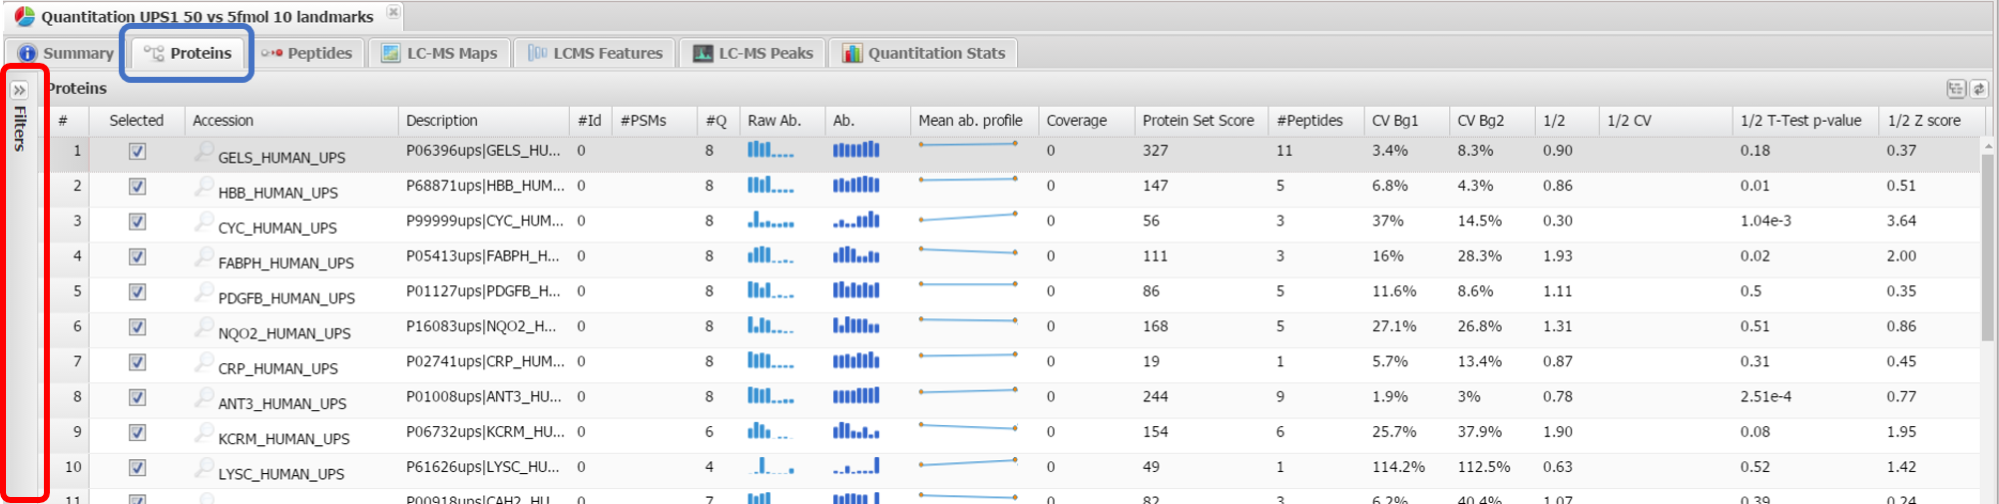 Quantitation UPS1 50 vs 5fmol 10 landmarks
Summary Proteins Peptides LC-MS Maps LCMS Features LC-MS Peaks Quantitation Stats
Filters
Proteins
# Selected Accession Description #Id #PSMs #Q Raw Ab. Ab. Mean ab. profile Coverage Protein Set Score #Peptides CV Bg1 CV Bg2 1/2 1/2 CV 1/2 T-Test p-value 1/2 Z score
1 GELS_HUMAN_UPS P06396ups|GELS_HU... 0 8 0 327 11 3.4% 8.3% 0.90 0.18 0.37
2 HBB_HUMAN_UPS P68871ups|HBB_HUM... 0 8 0 147 5 6.8% 4.3% 0.86 0.01 0.51
3 CYC_HUMAN_UPS P99999ups|CYC_HUM... 0 8 0 56 3 37% 14.5% 0.30 1.04e-3 3.64
4 FABPH_HUMAN_UPS P05413ups|FABPH_H... 0 8 0 111 3 16% 28.3% 1.93 0.02 2.00
5 PDGFB_HUMAN_UPS P01127ups|PDGFB_H... 0 8 0 86 5 11.6% 8.6% 1.11 0.5 0.35
6 NQO2_HUMAN_UPS P16083ups|NQO2_H... 0 8 0 168 5 27.1% 26.8% 1.31 0.51 0.86
7 CRP_HUMAN_UPS P02741ups|CRP_HUM... 0 8 0 19 1 5.7% 13.4% 0.87 0.31 0.45
8 ANT3_HUMAN_UPS P01008ups|ANT3_HU... 0 8 0 244 9 1.9% 3% 0.78 2.51e-4 0.77
9 KCRM_HUMAN_UPS P06732ups|KCRM_HU... 0 6 0 154 6 25.7% 37.9% 1.90 0.08 1.95
10 LYSC_HUMAN_UPS P61626ups|LYSC_HU... 0 4 0 49 1 114.2% 112.5% 0.63 0.52 1.42
11 P00918ups|CAH2_HU... 0 7 0 82 3 6.2% 40.4% 1.07 0.39 0.24